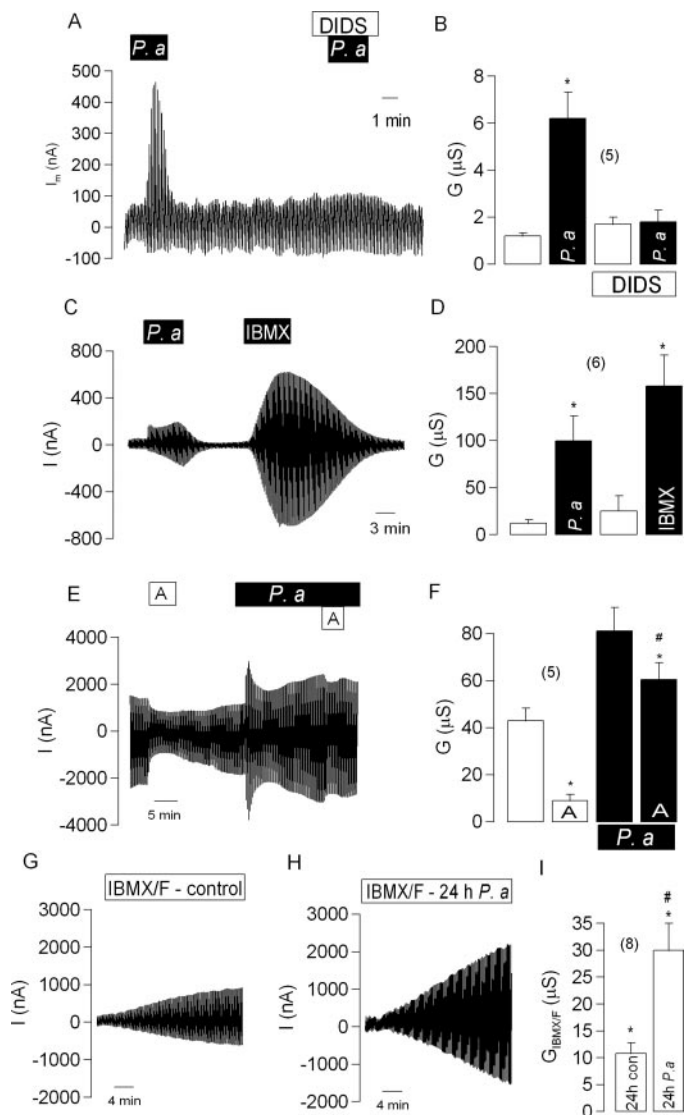 A
DIDS
P. a
P. a
1 min
500
400
300
200
100
0
-100
Im (nA)
B
8
6
4
2
0
G (µS)
*
(5)
P. a
P. a
DIDS
C
P. a
IBMX
800
400
0
-400
-800
I (nA)
3 min
D
200
150
100
50
0
G (µS)
*
(6)
*
P. a
IBMX
E
A
P. a
A
4000
2000
0
-2000
-4000
I (nA)
5 min
F
80
60
40
20
0
G (µS)
(5)
*
#
*
A
A
P. a
G
IBMX/F - control
3000
2000
1000
0
-1000
-2000
I (nA)
4 min
H
IBMX/F - 24 h P. a
3000
2000
1000
0
-1000
-2000
I (nA)
4 min
I
35
30
25
20
15
10
5
0
GIBMX/F (µS)
(8)
#
*
*
24h con
24h P.a